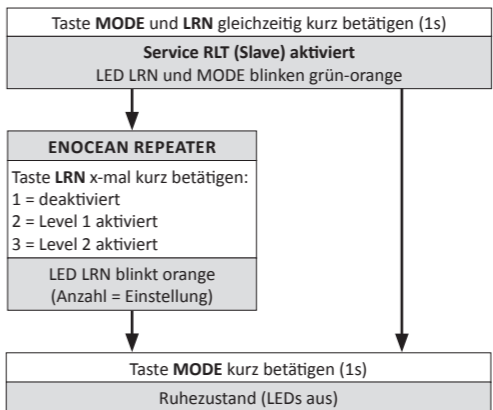 Taste MODE und LRN gleichzeitig kurz betätigen (1s)
Service RLT (Slave) aktiviert
LED LRN und MODE blinken grün-orange
ENOCEAN REPEATER
Taste LRN x-mal kurz betätigen:
1 = deaktiviert
2 = Level 1 aktiviert
3 = Level 2 aktiviert
LED LRN blinkt orange
(Anzahl = Einstellung)
Taste MODE kurz betätigen (1s)
Ruhezustand (LEDs aus)